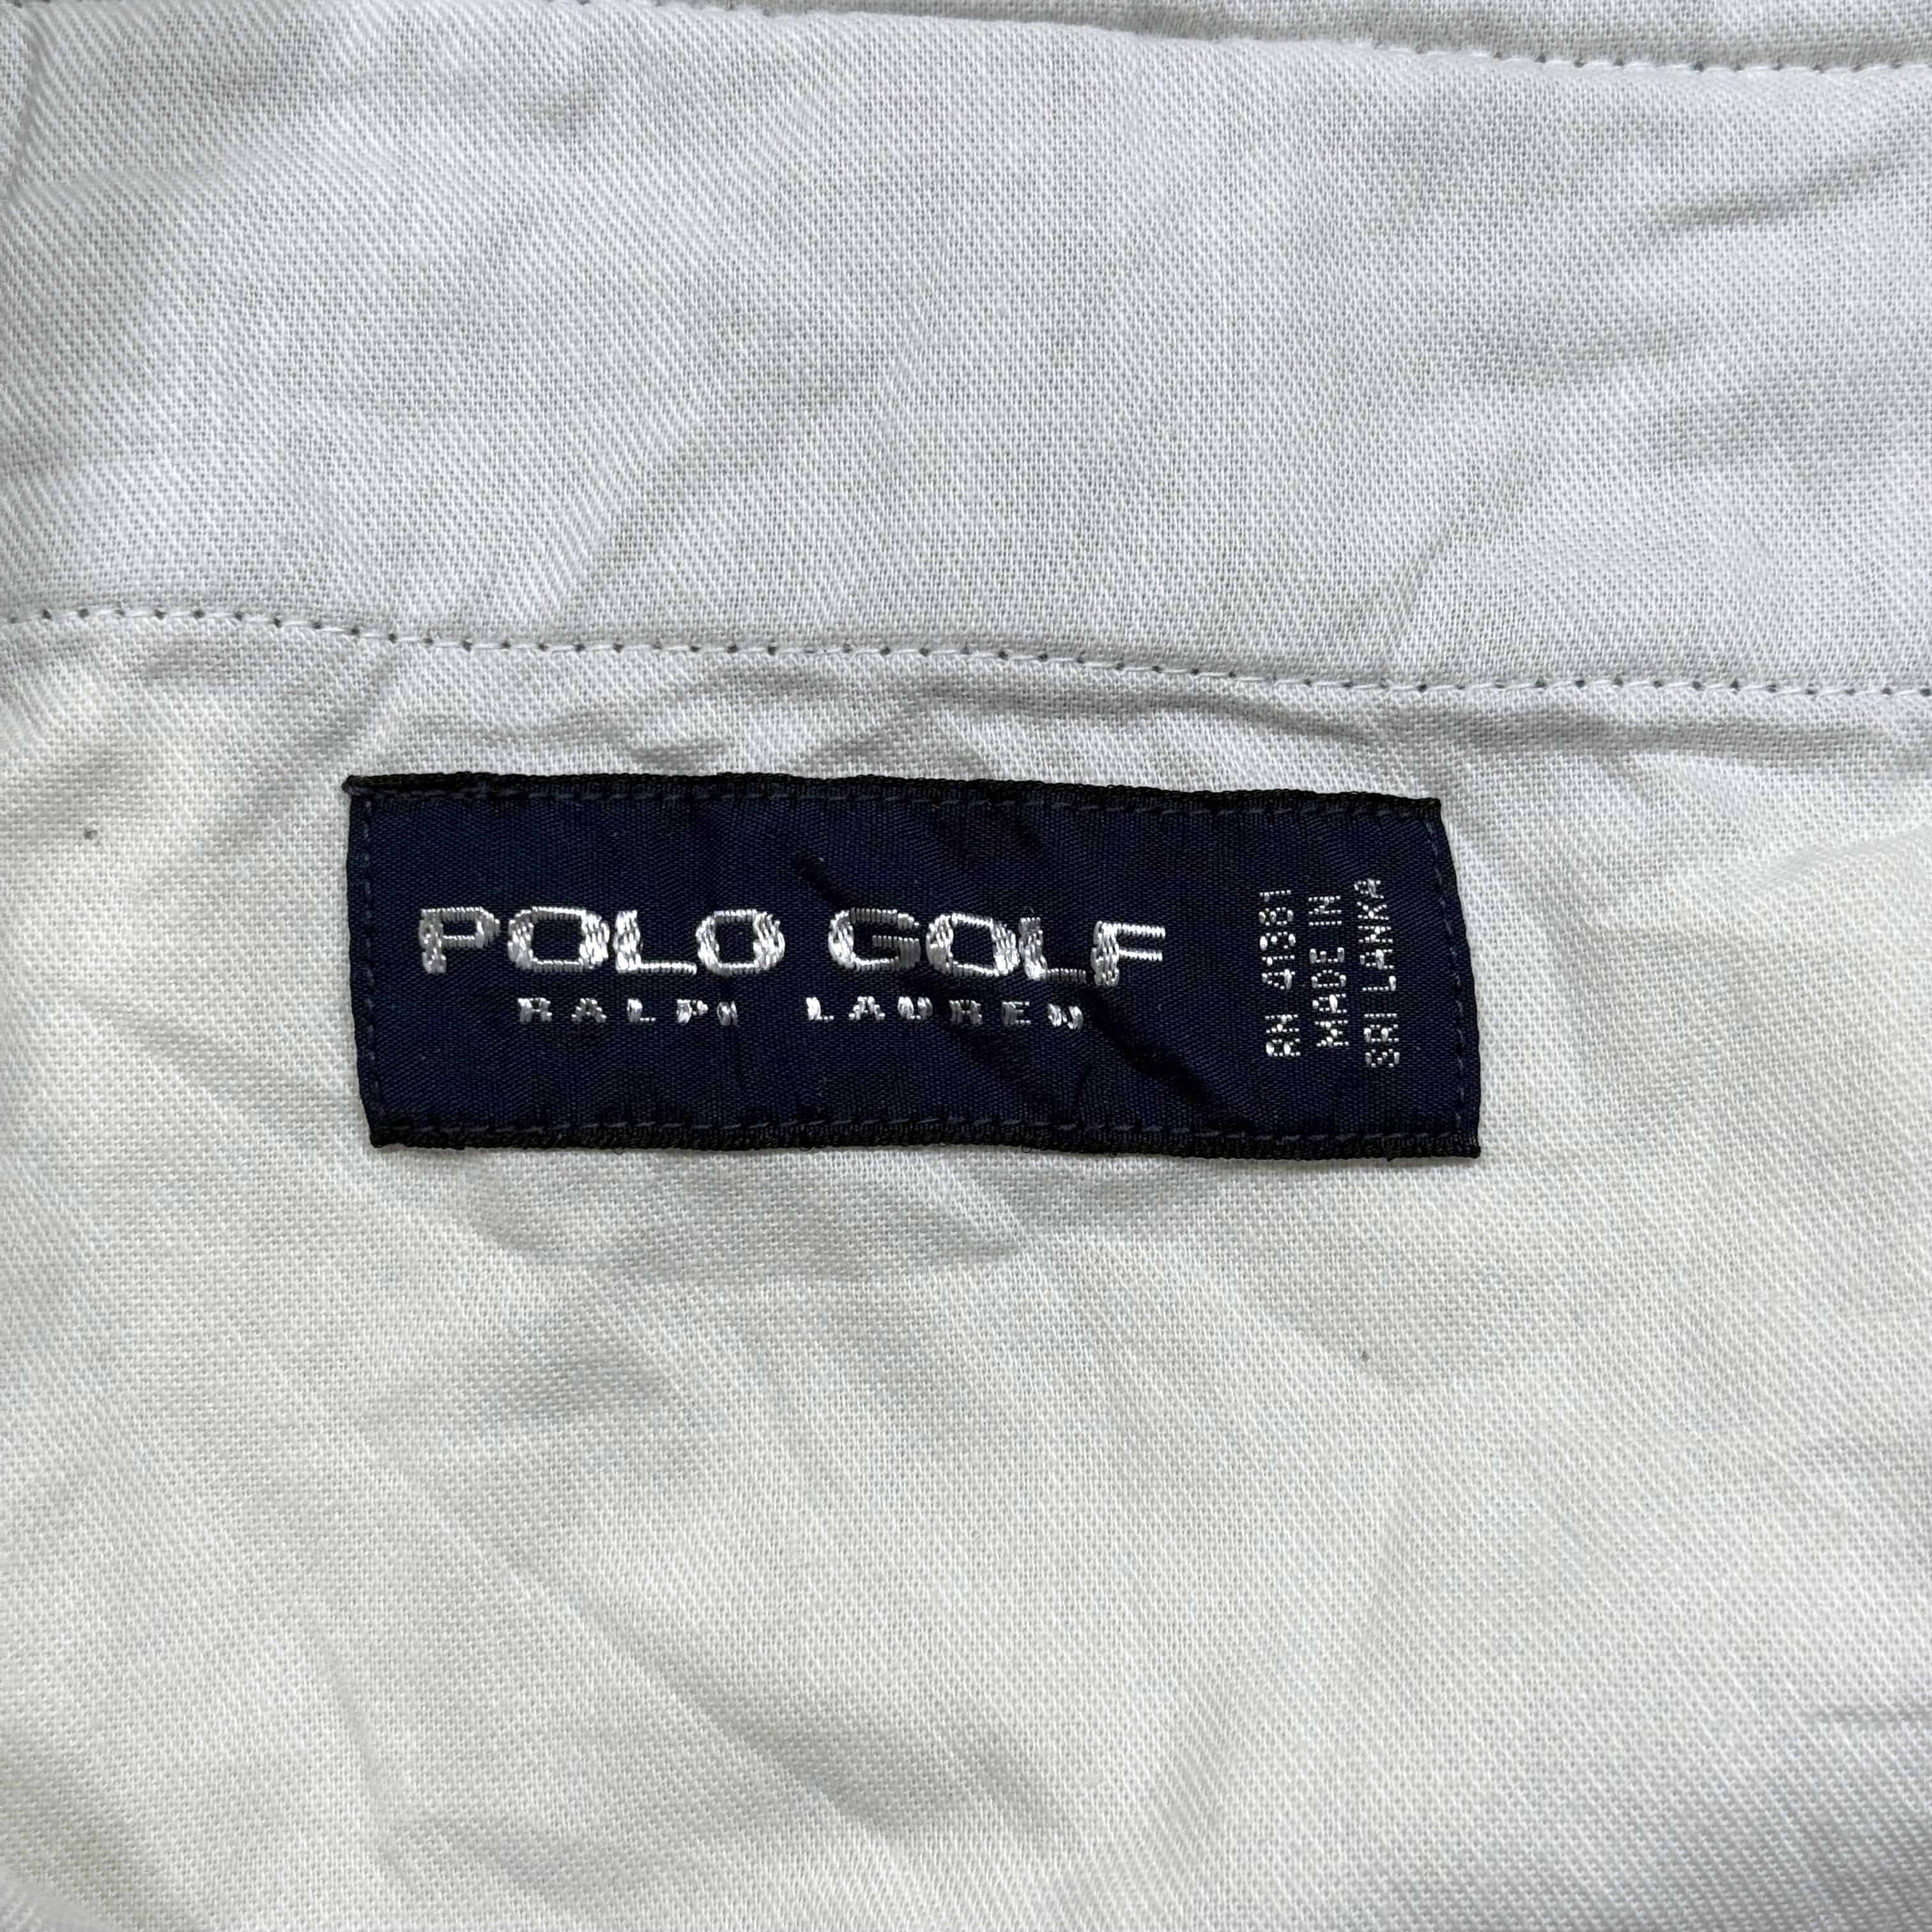 POLO GOLF
RALPH LAUREN
RN 41381
MADE IN
SRI LANKA